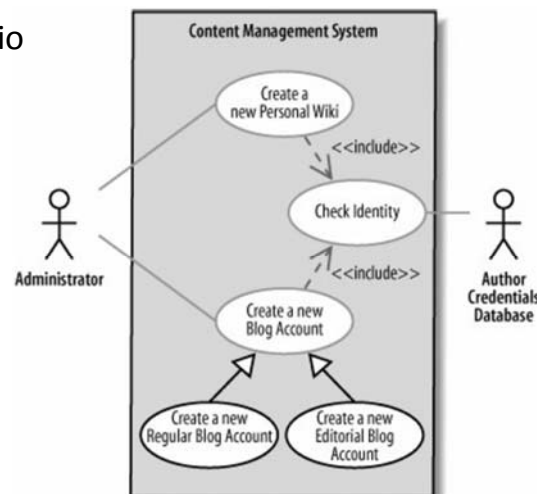 io
Content Management System
Create a
new Personal Wiki
<<include>>
Check Identity
Administrator
Author
Credentials
Database
<<include>>
Create a new
Blog Account
Create a new
Regular Blog Account
Create a new
Editorial Blog
Account